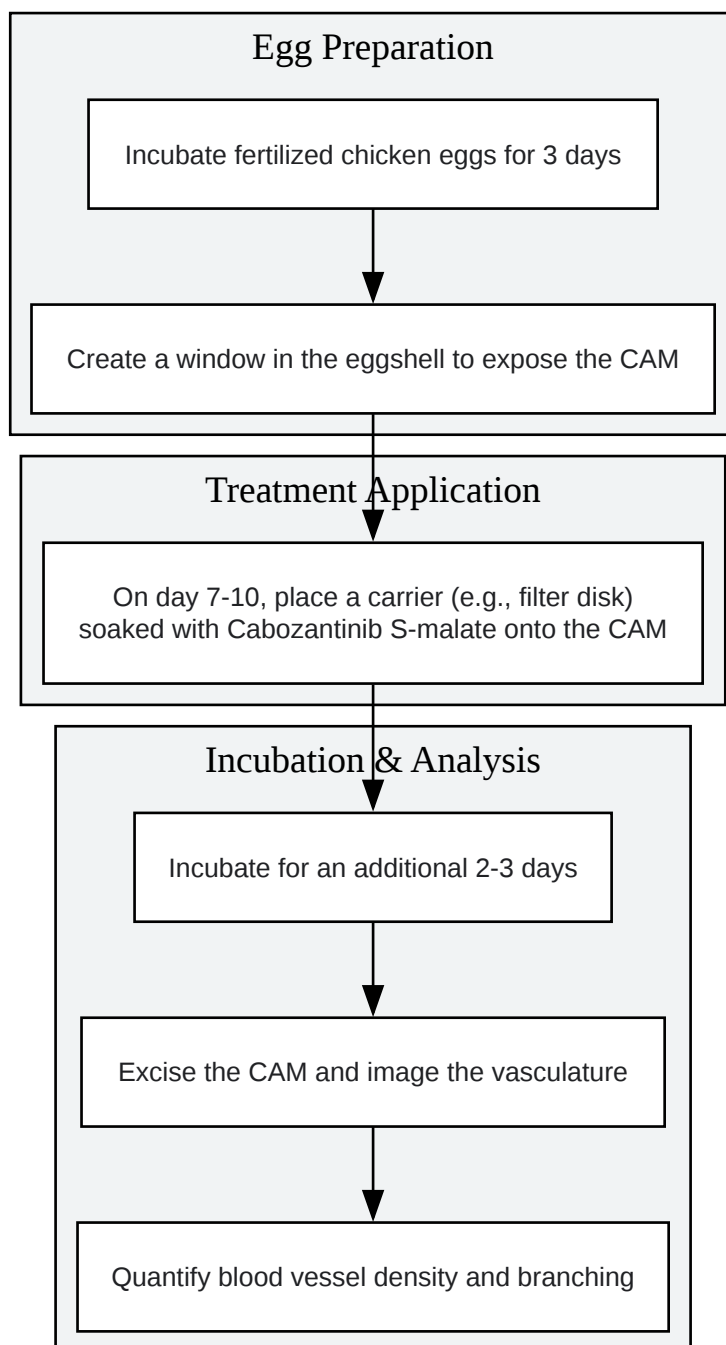 Egg Preparation
Incubate fertilized chicken eggs for 3 days
Create a window in the eggshell to expose the CAM
Treatment Application
On day 7-10, place a carrier (e.g., filter disk)
soaked with Cabozantinib S-malate onto the CAM
Incubation & Analysis
Incubate for an additional 2-3 days
Excise the CAM and image the vasculature
Quantify blood vessel density and branching